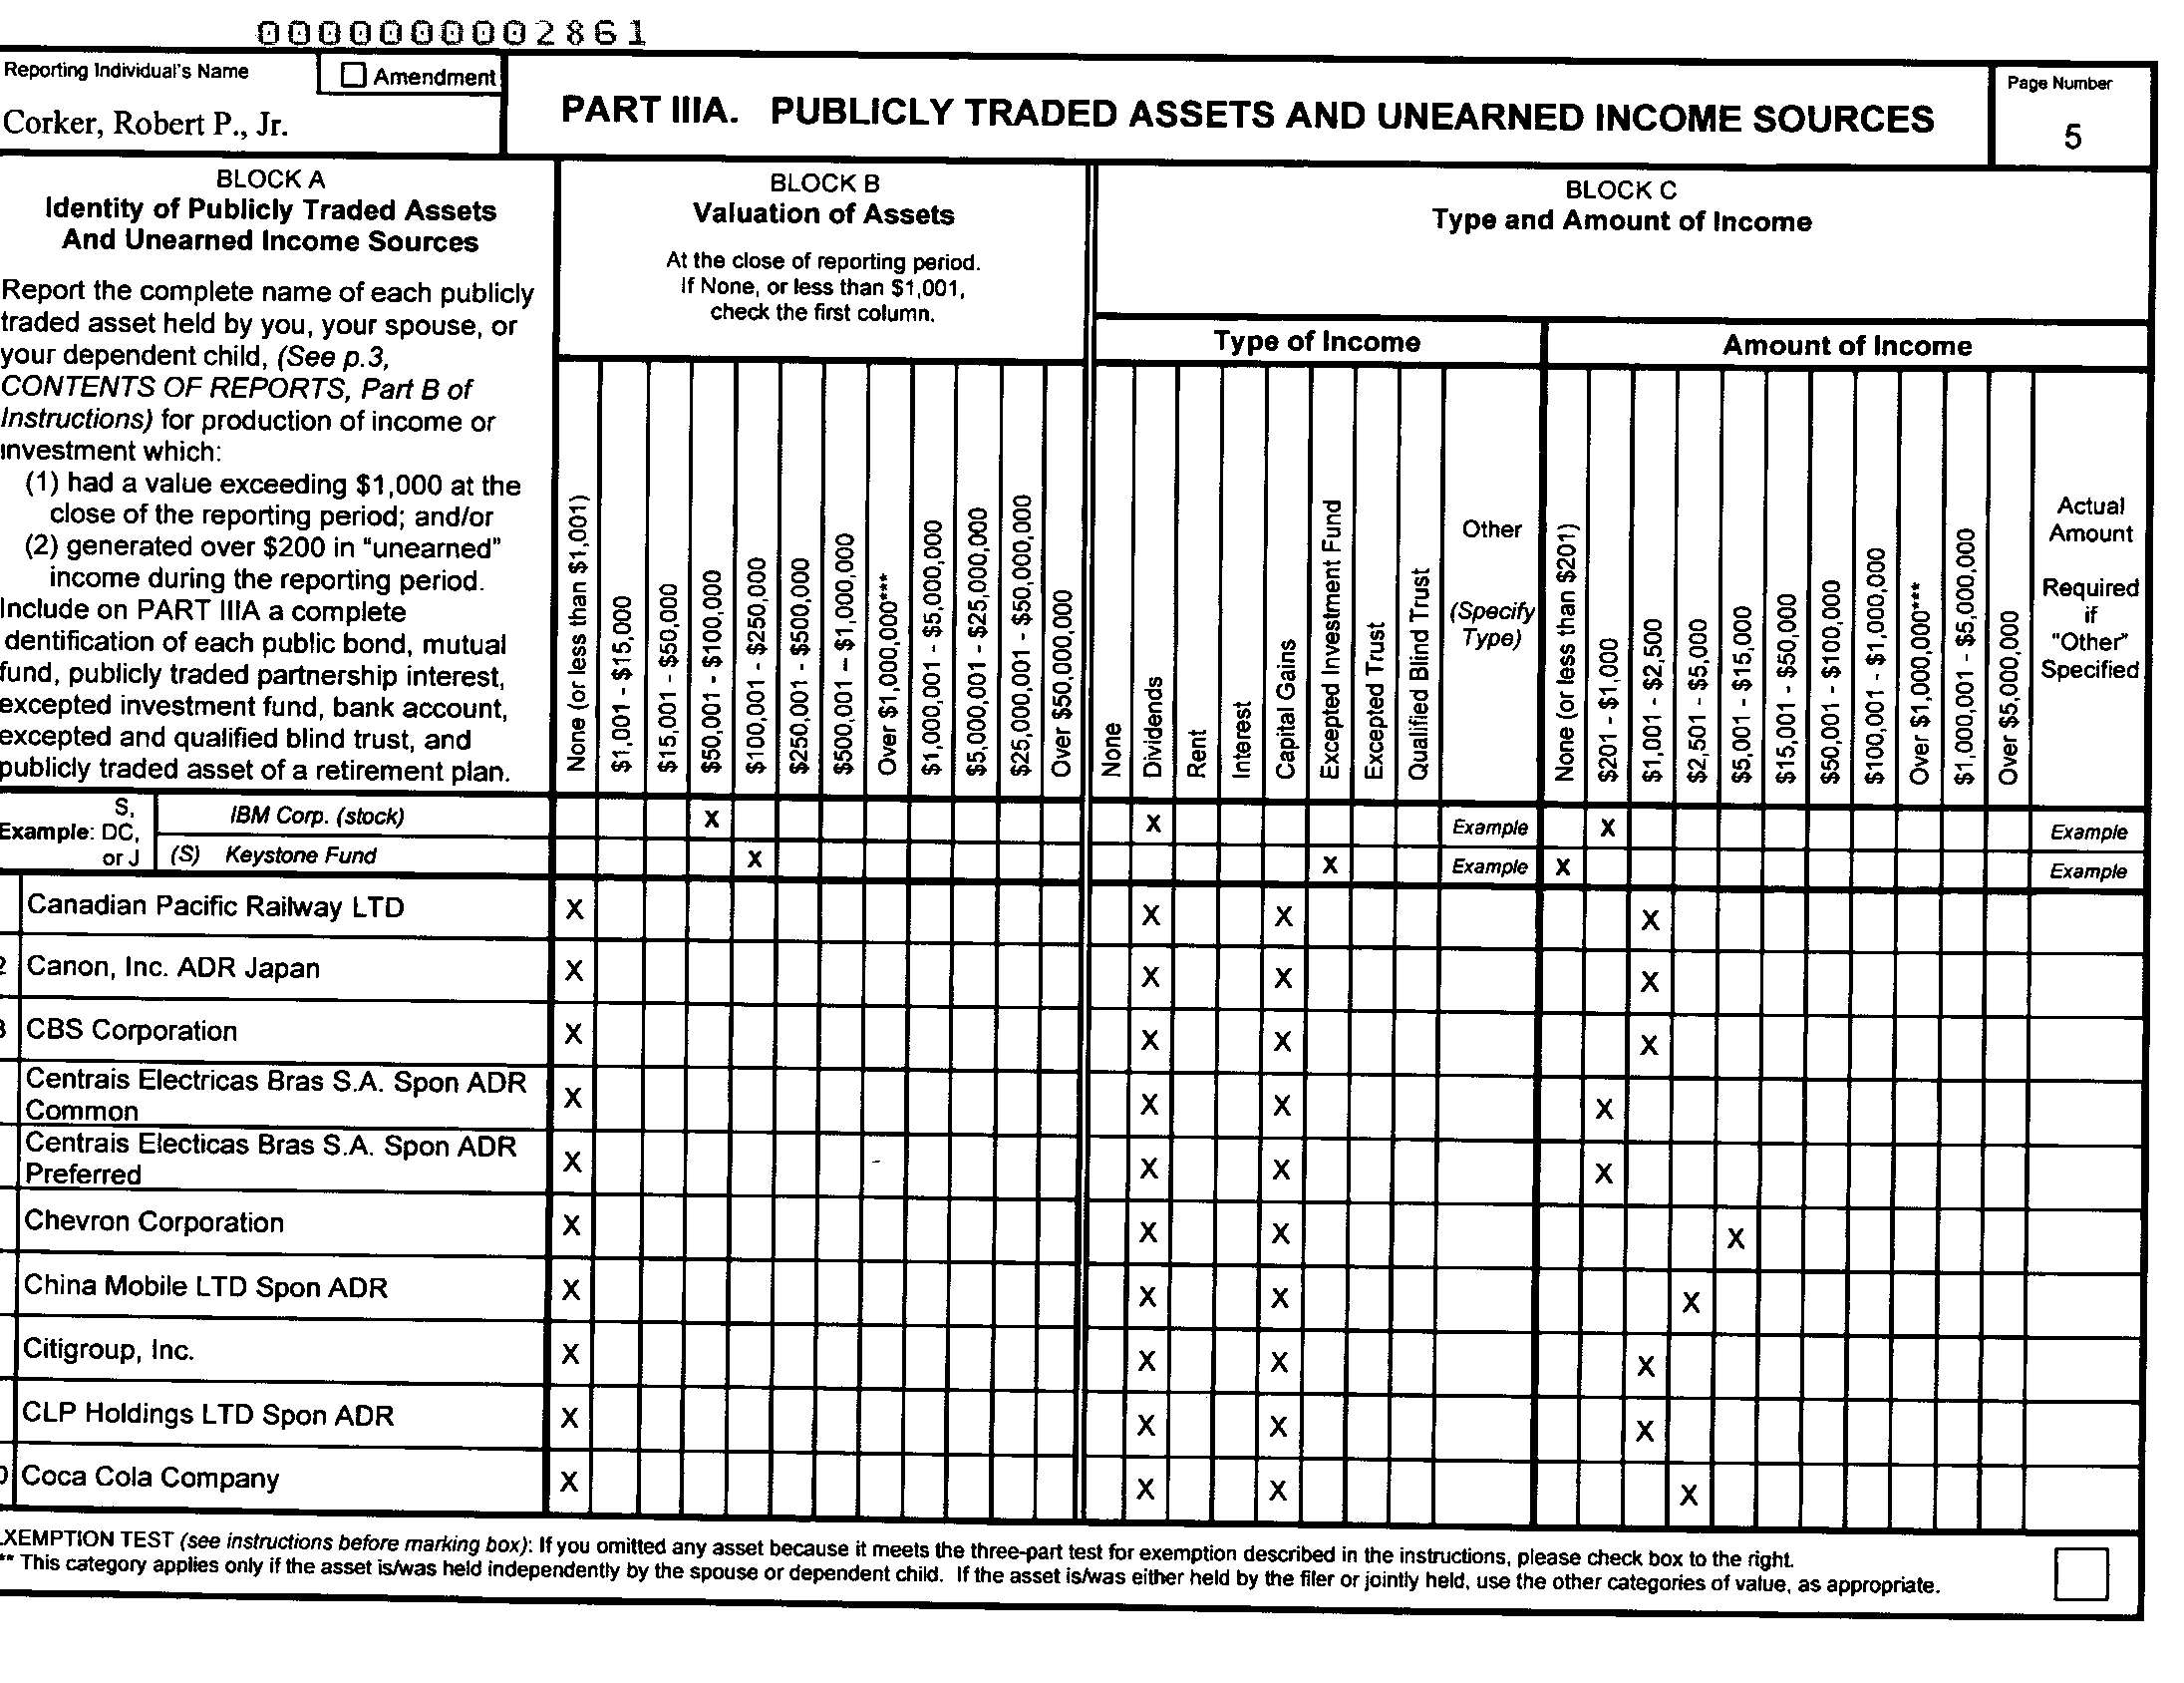 0000000002861
Reporting Individual's Name
Amendment
Corker, Robert P., Jr.
PART IIIA. PUBLICLY TRADED ASSETS AND UNEARNED INCOME SOURCES
Page Number
5
BLOCK A
Identity of Publicly Traded Assets
And Unearned Income Sources
Report the complete name of each publicly
traded asset held by you, your spouse, or
your dependent child, (See p.3,
CONTENTS OF REPORTS, Part B of
Instructions) for production of income or
investment which:
(1) had a value exceeding $1,000 at the
close of the reporting period; and/or
(2) generated over $200 in "unearned"
income during the reporting period.
Include on PART IIIA a complete
dentification of each public bond, mutual
fund, publicly traded partnership interest,
excepted investment fund, bank account,
excepted and qualified blind trust, and
publicly traded asset of a retirement plan.
BLOCK B
Valuation of Assets
At the close of reporting period.
If None, or less than $1,001,
check the first column.
BLOCK C
Type and Amount of Income
Type of Income
Amount of Income
None (or less than $1,001)
$1,001 - $15,000
$15,001 - $50,000
$50,001 - $100,000
$100,001 - $250,000
$250,001 - $500,000
$500,001 – $1,000,000
Over $1,000,000***
$1,000,001 - $5,000,000
$5,000,001 - $25,000,000
$25,000,001 - $50,000,000
Over $50,000,000
None
Dividends
Rent
Interest
Capital Gains
Excepted Investment Fund
Excepted Trust
Qualified Blind Trust
Other
(Specify
Type)
None (or less than $201)
$201 - $1,000
$1,001 - $2,500
$2,501 - $5,000
$5,001 - $15,000
$15,001 - $50,000
$50,001 - $100,000
$100,001 - $1,000,000
Over $1,000,000***
$1,000,001 - $5,000,000
Over $5,000,000
Actual
Amount
Required
if
"Other"
Specified
Example: S, DC, or J
IBM Corp. (stock) X X Example X Example
(S) Keystone Fund X X Example X Example
Canadian Pacific Railway LTD X X X X
2 Canon, Inc. ADR Japan X X X X
3 CBS Corporation X X X X
Centrais Electricas Bras S.A. Spon ADR
Common X X X X
Centrais Electicas Bras S.A. Spon ADR
Preferred X X X X
Chevron Corporation X X X X
China Mobile LTD Spon ADR X X X X
Citigroup, Inc. X X X X
CLP Holdings LTD Spon ADR X X X X
0 Coca Cola Company X X X X
XEMPTION TEST (see instructions before marking box): If you omitted any asset because it meets the three-part test for exemption described in the instructions, please check box to the right.
** This category applies only if the asset is/was held independently by the spouse or dependent child. If the asset is/was either held by the filer or jointly held, use the other categories of value, as appropriate.